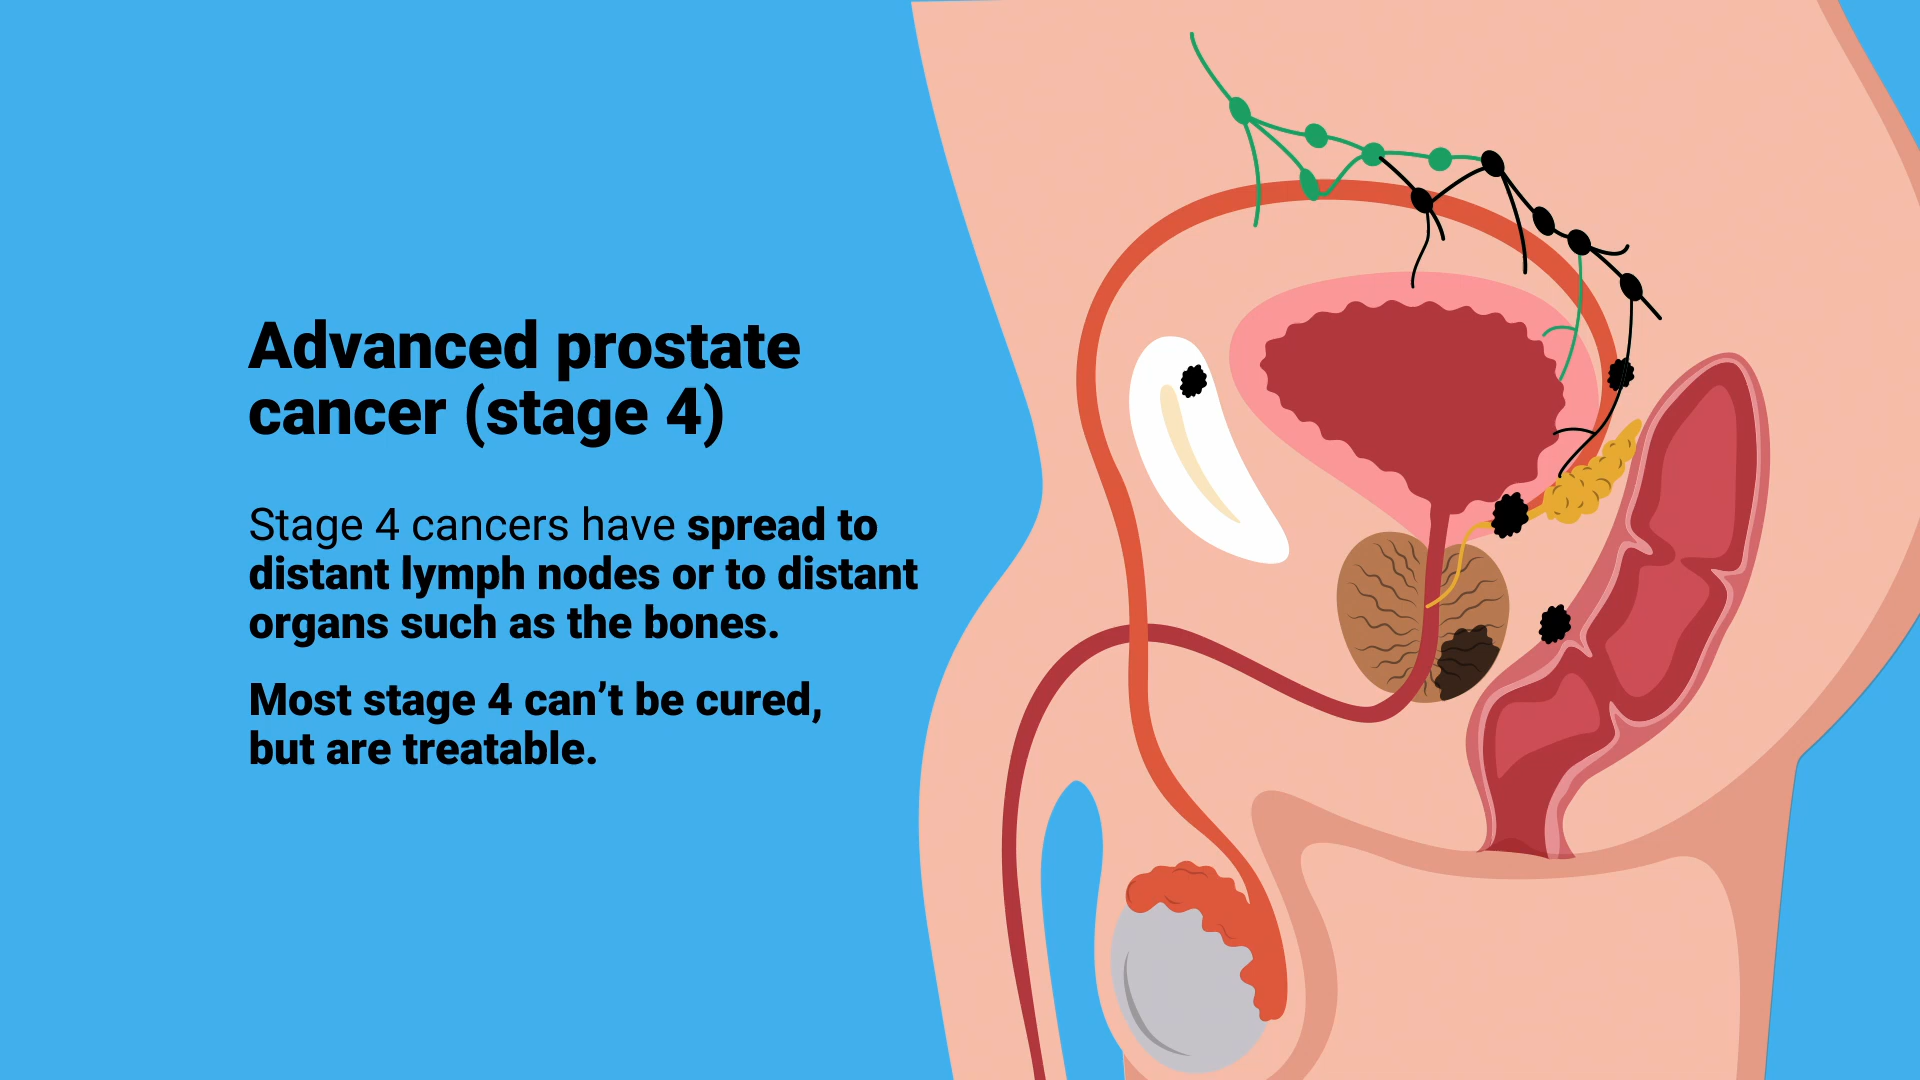 Advanced prostate
cancer (stage 4)
Stage 4 cancers have spread to
distant lymph nodes or to distant
organs such as the bones.
Most stage 4 can’t be cured,
but are treatable.